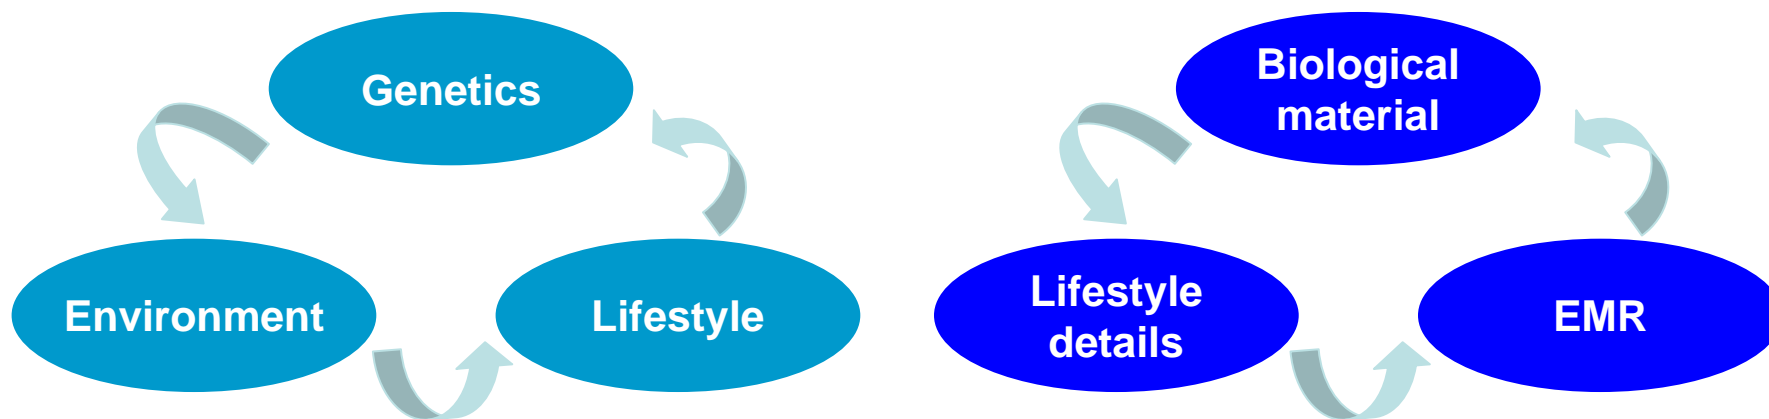 Genetics
Environment
Lifestyle
Biological
material
Lifestyle
details
EMR